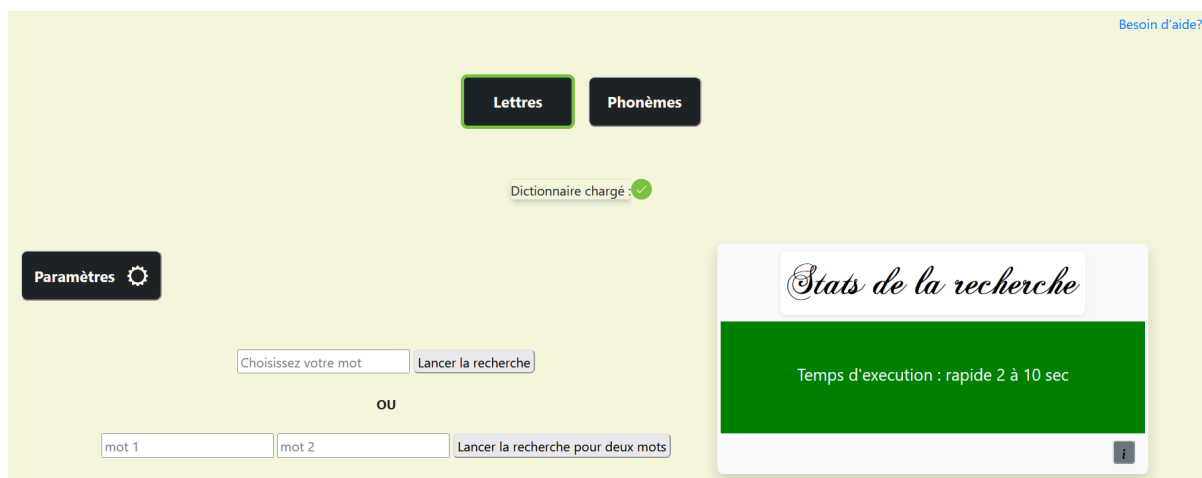 Besoin d'aide?
Lettres
Phonèmes
Dictionnaire chargé :
Paramètres
Stats de la recherche
Temps d'execution : rapide 2 à 10 sec
Choisissez votre mot
Lancer la recherche
OU
mot 1
mot 2
Lancer la recherche pour deux mots
i